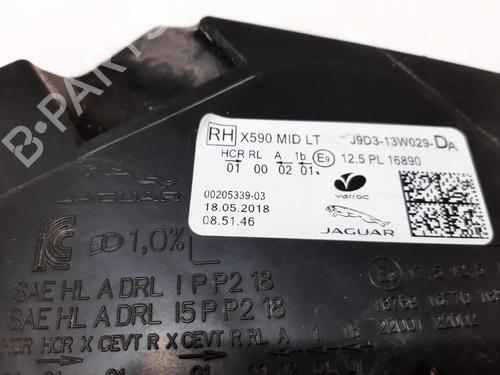 B-PARTS
RH X590 MID LT J9D3-13W029-DA
HCR RL A 1b E9 12.5 PL 16890
01 00 02 01
00205339-03
18.05.2018
08.51.46
varroc
JAGUAR
JAGUAR
1,0%
SAE HL A DRL I P P2 18
SAE HL A DRL I5 P P2 18
HCR HCR X CEVT R X CEVT R RL A 1 1b
22001